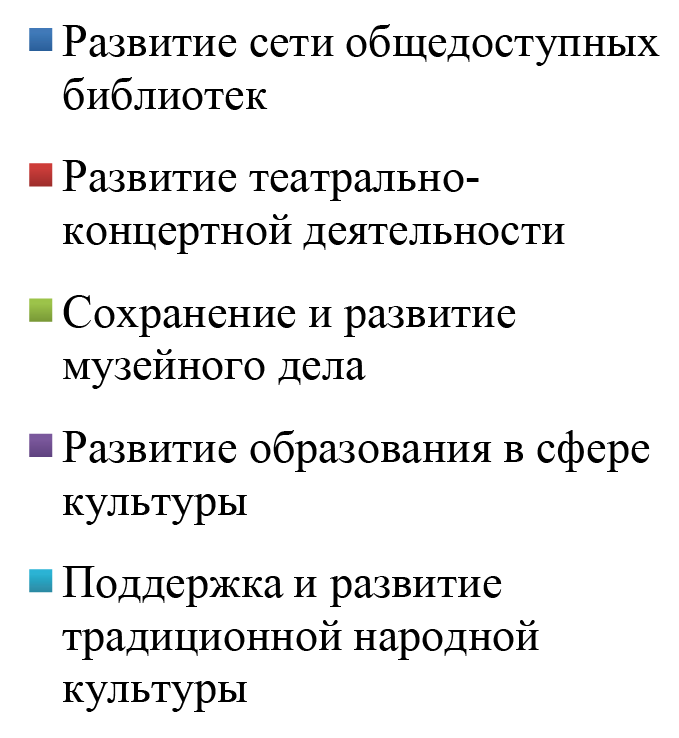 Развитие сети общедоступных
библиотек
Развитие театрально-
концертной деятельности
Сохранение и развитие
музейного дела
Развитие образования в сфере
культуры
Поддержка и развитие
традиционной народной
культуры